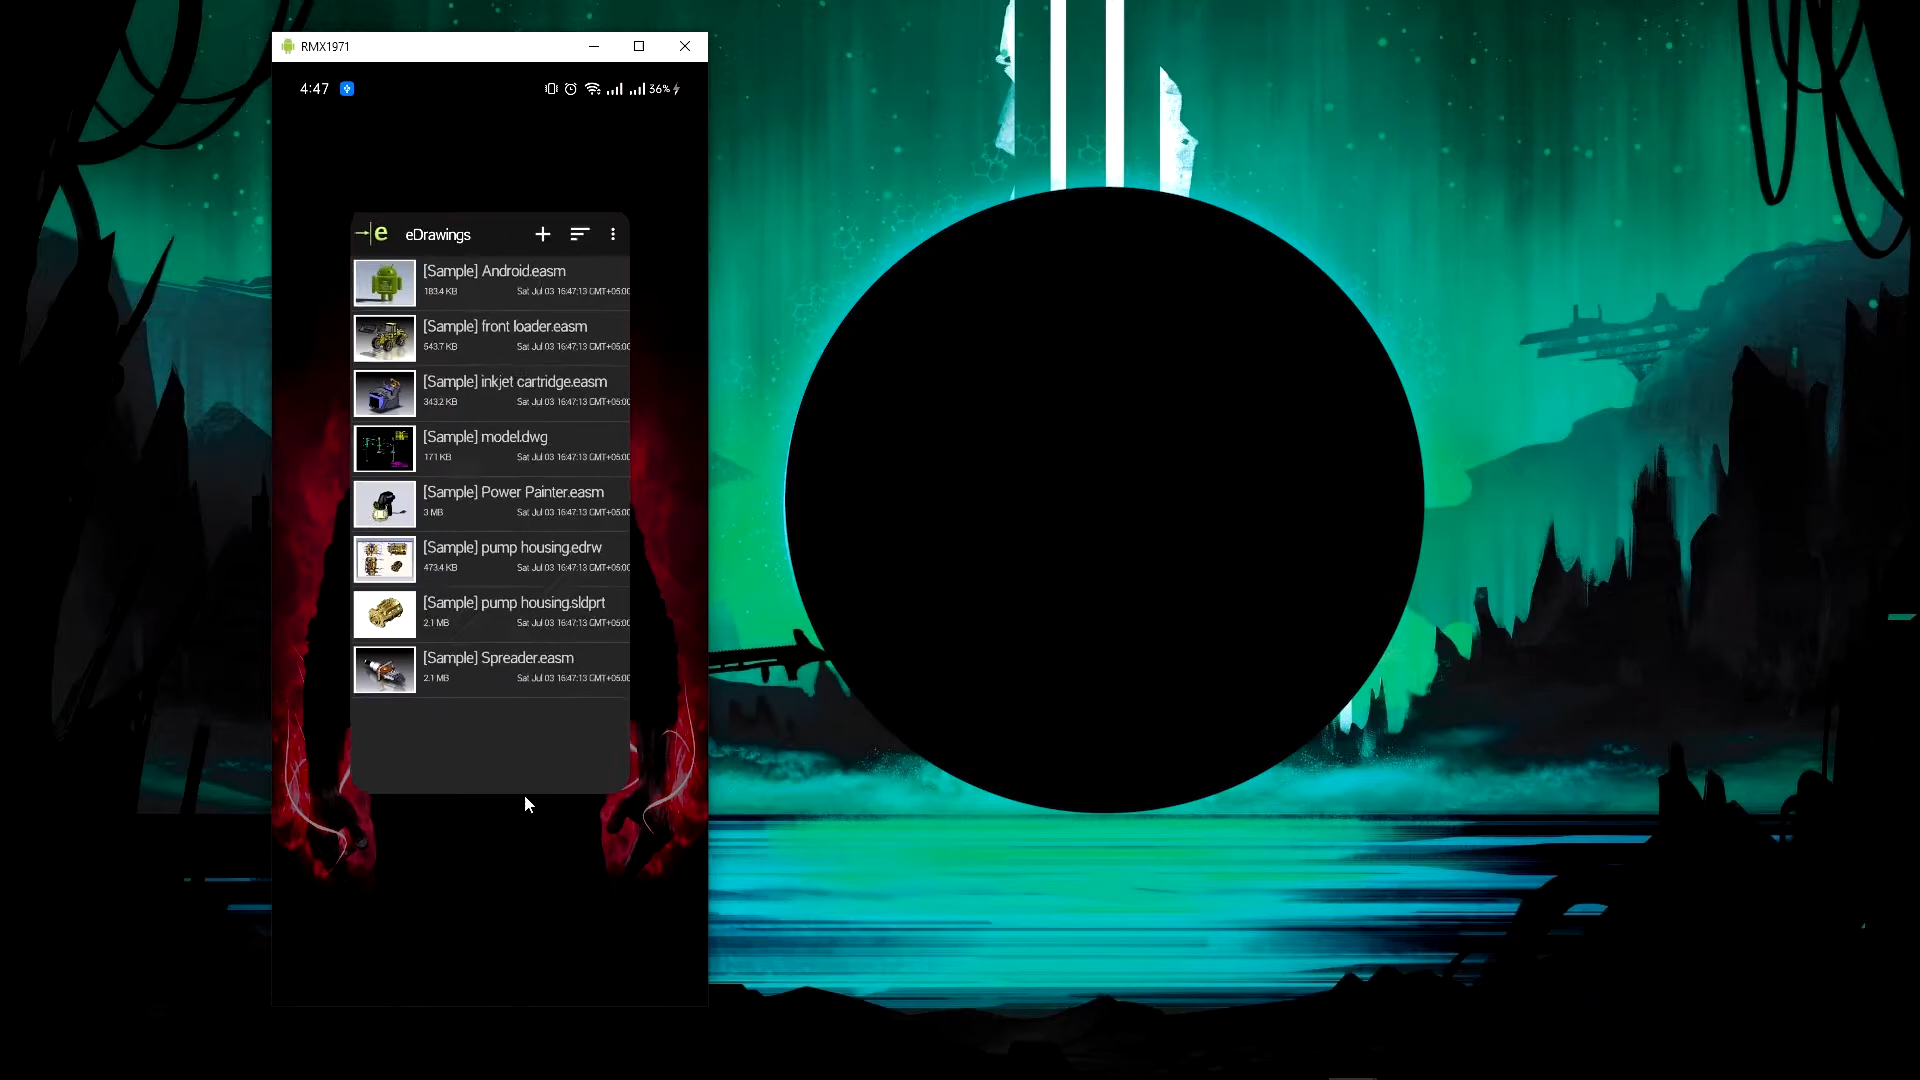 RMX1971
4:47
36%
e eDrawings
[Sample] Android.easm
183.4 KB Sat Jul 03 16:47:13 GMT+05:00
[Sample] front loader.easm
543.7 KB Sat Jul 03 16:47:13 GMT+05:00
[Sample] inkjet cartridge.easm
343.2 KB Sat Jul 03 16:47:13 GMT+05:00
[Sample] model.dwg
171 KB Sat Jul 03 16:47:13 GMT+05:00
[Sample] Power Painter.easm
3 MB Sat Jul 03 16:47:13 GMT+05:00
[Sample] pump housing.edrw
473.4 KB Sat Jul 03 16:47:13 GMT+05:00
[Sample] pump housing.sldprt
2.1 MB Sat Jul 03 16:47:13 GMT+05:00
[Sample] Spreader.easm
2.1 MB Sat Jul 03 16:47:13 GMT+05:00